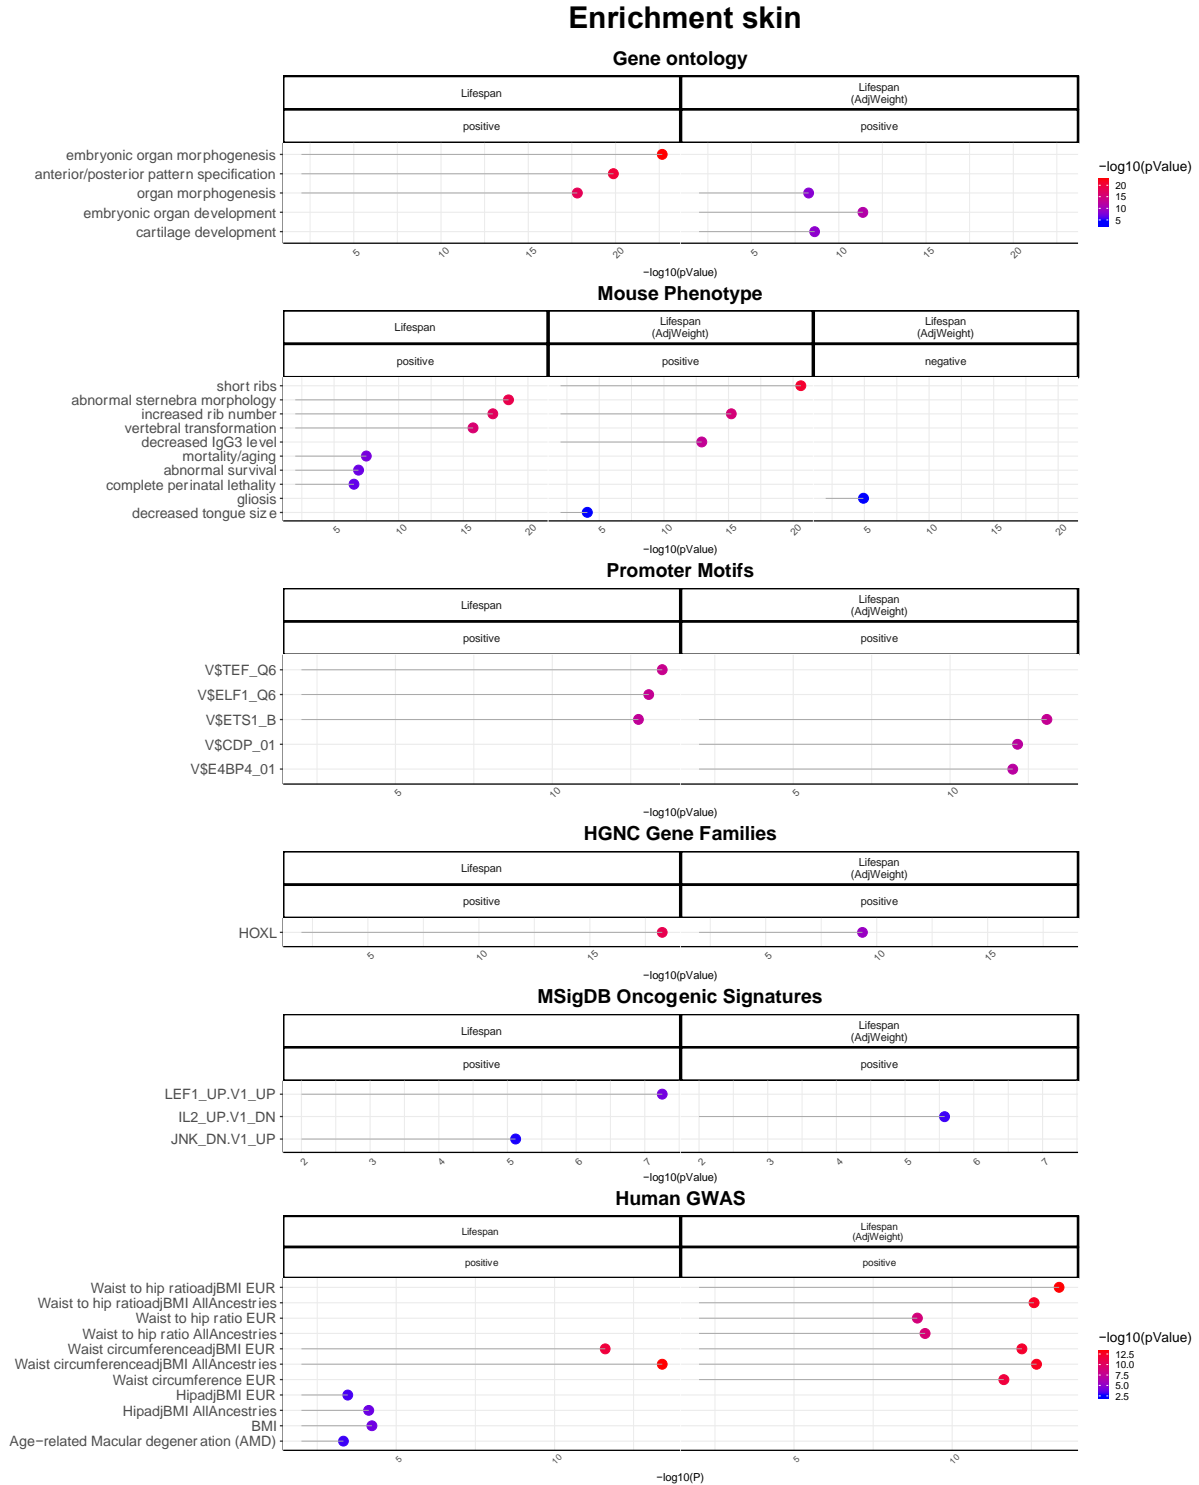 Enrichment skin
Gene ontology
Lifespan
Lifespan
(AdjWeight)
positive
positive
embryonic organ morphogenesis
anterior/posterior pattern specification
organ morphogenesis
embryonic organ development
cartilage development
5
10
15
20
5
10
15
20
−log10(pValue)
−log10(pValue)
20
15
10
5
Mouse Phenotype
Lifespan
Lifespan
(AdjWeight)
Lifespan
(AdjWeight)
positive
positive
negative
short ribs
abnormal sternebra morphology
increased rib number
vertebral transformation
decreased IgG3 level
mortality/aging
abnormal survival
complete perinatal lethality
gliosis
decreased tongue size
5
10
15
20
5
10
15
20
5
10
15
20
−log10(pValue)
Promoter Motifs
Lifespan
Lifespan
(AdjWeight)
positive
positive
V$TEF_Q6
V$ELF1_Q6
V$ETS1_B
V$CDP_01
V$E4BP4_01
5
10
5
10
−log10(pValue)
HGNC Gene Families
Lifespan
Lifespan
(AdjWeight)
positive
positive
HOXL
5
10
15
5
10
15
−log10(pValue)
MSigDB Oncogenic Signatures
Lifespan
Lifespan
(AdjWeight)
positive
positive
LEF1_UP.V1_UP
IL2_UP.V1_DN
JNK_DN.V1_UP
2
3
4
5
6
7
2
3
4
5
6
7
−log10(pValue)
Human GWAS
Lifespan
Lifespan
(AdjWeight)
positive
positive
Waist to hip ratioadjBMI EUR
Waist to hip ratioadjBMI AllAncestries
Waist to hip ratio EUR
Waist to hip ratio AllAncestries
Waist circumferenceadjBMI EUR
Waist circumferenceadjBMI AllAncestries
Waist circumference EUR
HipadjBMI EUR
HipadjBMI AllAncestries
BMI
Age−related Macular degeneration (AMD)
5
10
5
10
−log10(P)
−log10(pValue)
12.5
10.0
7.5
5.0
2.5